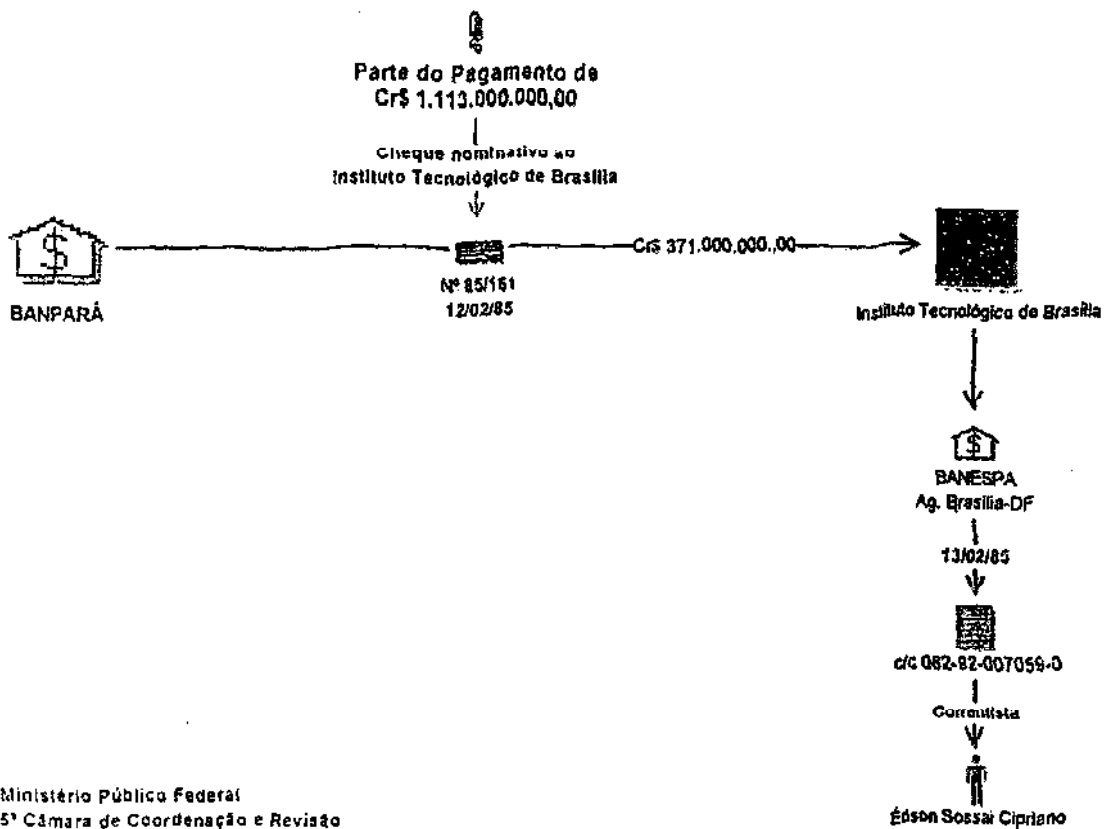 Parte do Pagamento de
Cr$ 1.113.000.000,00
Cheque nominativo ao
Instituto Tecnológico de Brasília
BANPARÁ
Nº 85/161
12/02/85
Cr$ 371.000.000,,00
Instituto Tecnológico de Brasília
BANESPA
Ag. Brasília-DF
13/02/85
c/c 082-92-007059-0
Correntista
Édson Sossai Cipriano
Ministério Público Federal
5ª Câmara de Coordenação e Revisão